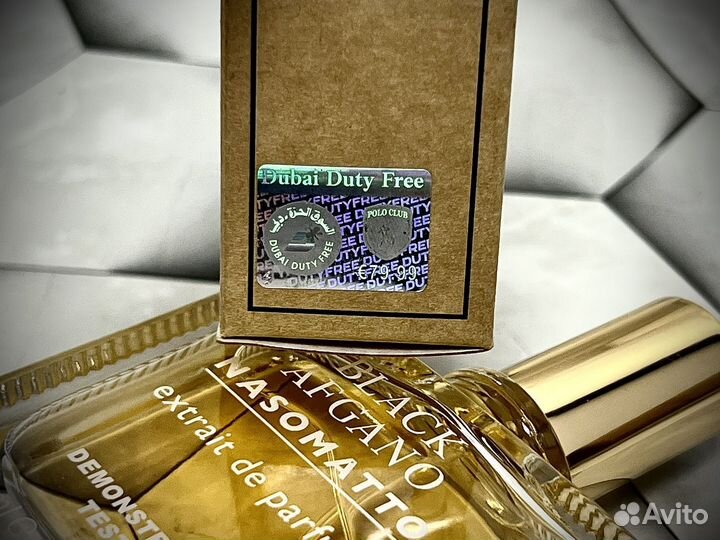 Dubai Duty Free
السوق الحرة ـ دبي
DUBAI DUTY FREE
POLO CLUB
€79,99
BLACK
AFGANO
NASOMATTO
extrait de parfu
DEMONSTR
TEST
Avito